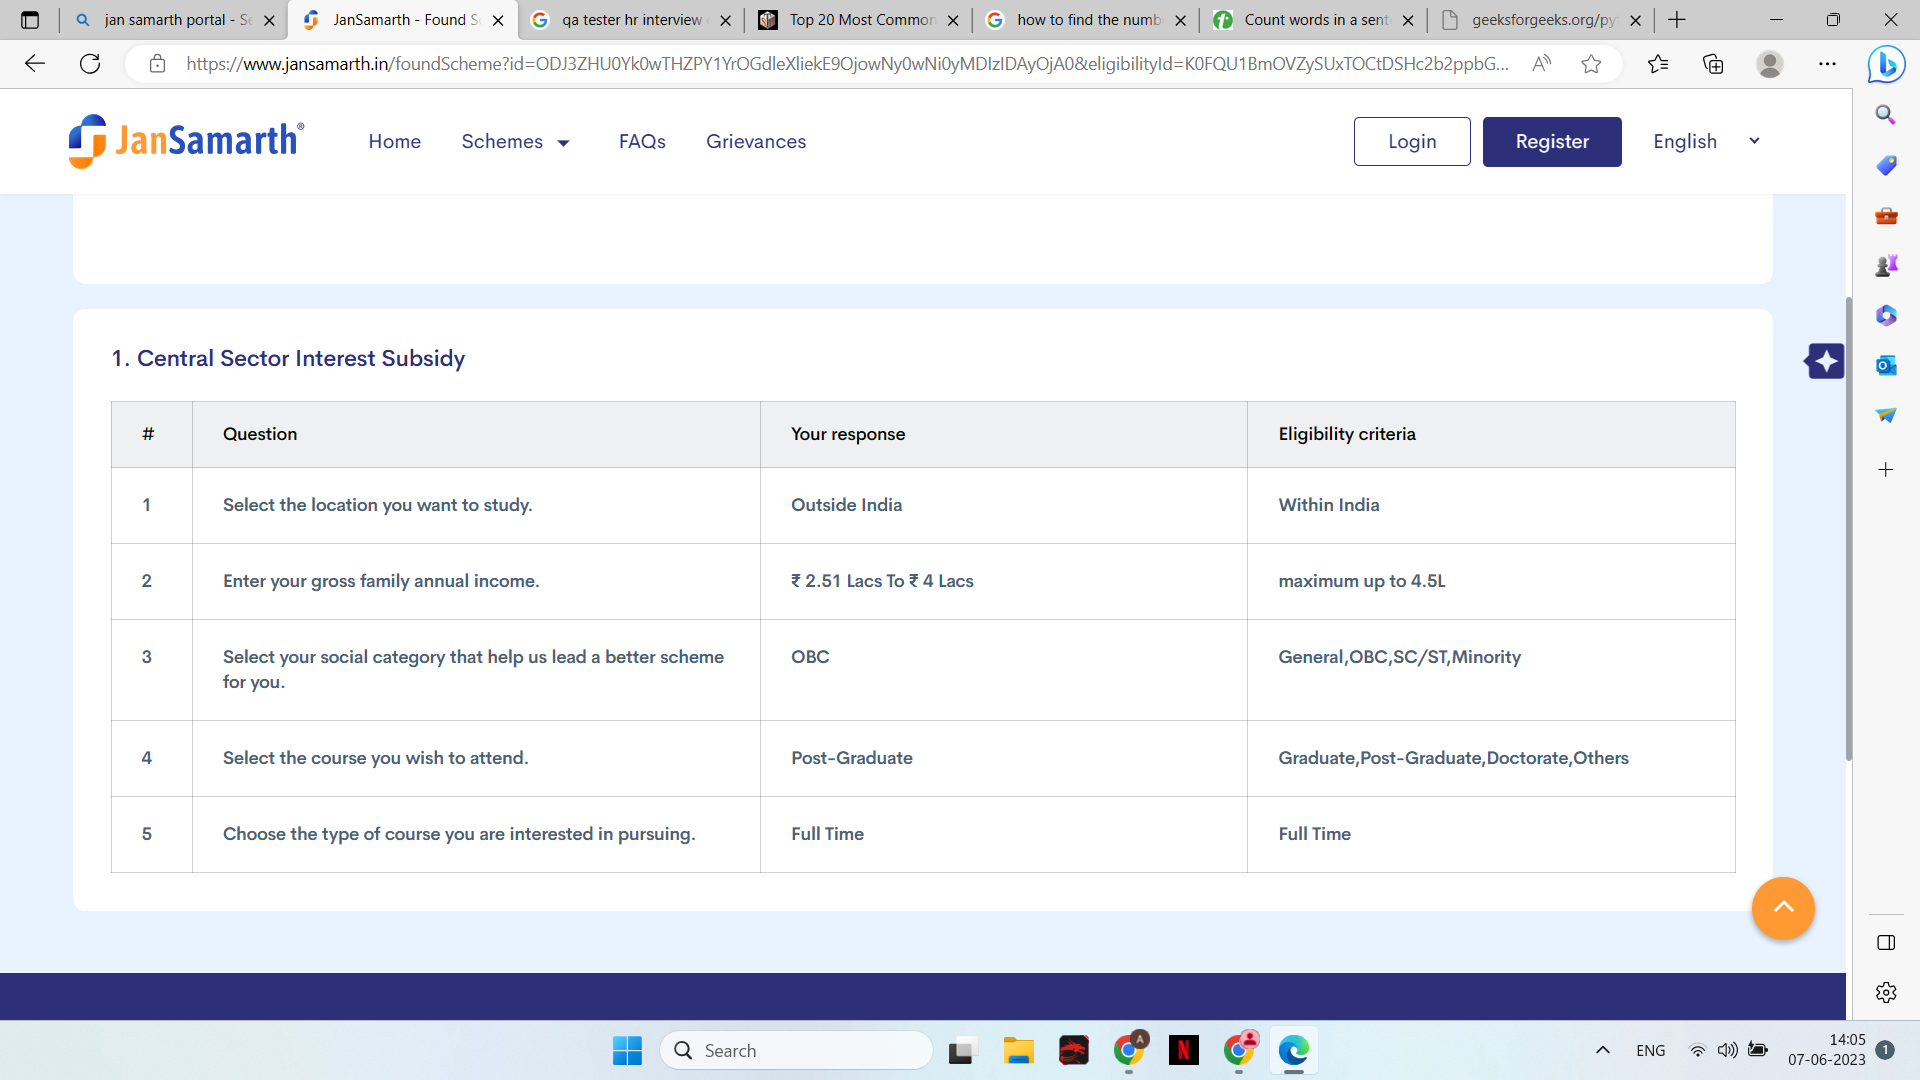 jan samarth portal - Se
JanSamarth - Found S
qa tester hr interview
Top 20 Most Common
how to find the numb
Count words in a sent
geeksforgeeks.org/py
https://www.jansamarth.in/foundScheme?id=ODJ3ZHU0Yk0wTHZPY1YrOGdleXliekE9OjowNy0wNi0yMDIzIDAyOjA0&eligibilityId=K0FQU1BmOVZySUxTOCtDSHc2b2ppbG...
JanSamarth®
Home
Schemes
FAQs
Grievances
Login
Register
English
1. Central Sector Interest Subsidy
# Question Your response Eligibility criteria
1 Select the location you want to study. Outside India Within India
2 Enter your gross family annual income. ₹ 2.51 Lacs To ₹ 4 Lacs maximum up to 4.5L
3 Select your social category that help us lead a better scheme OBC General,OBC,SC/ST,Minority
for you.
4 Select the course you wish to attend. Post-Graduate Graduate,Post-Graduate,Doctorate,Others
5 Choose the type of course you are interested in pursuing. Full Time Full Time
Search
A
N
ENG
14:05
07-06-2023
1